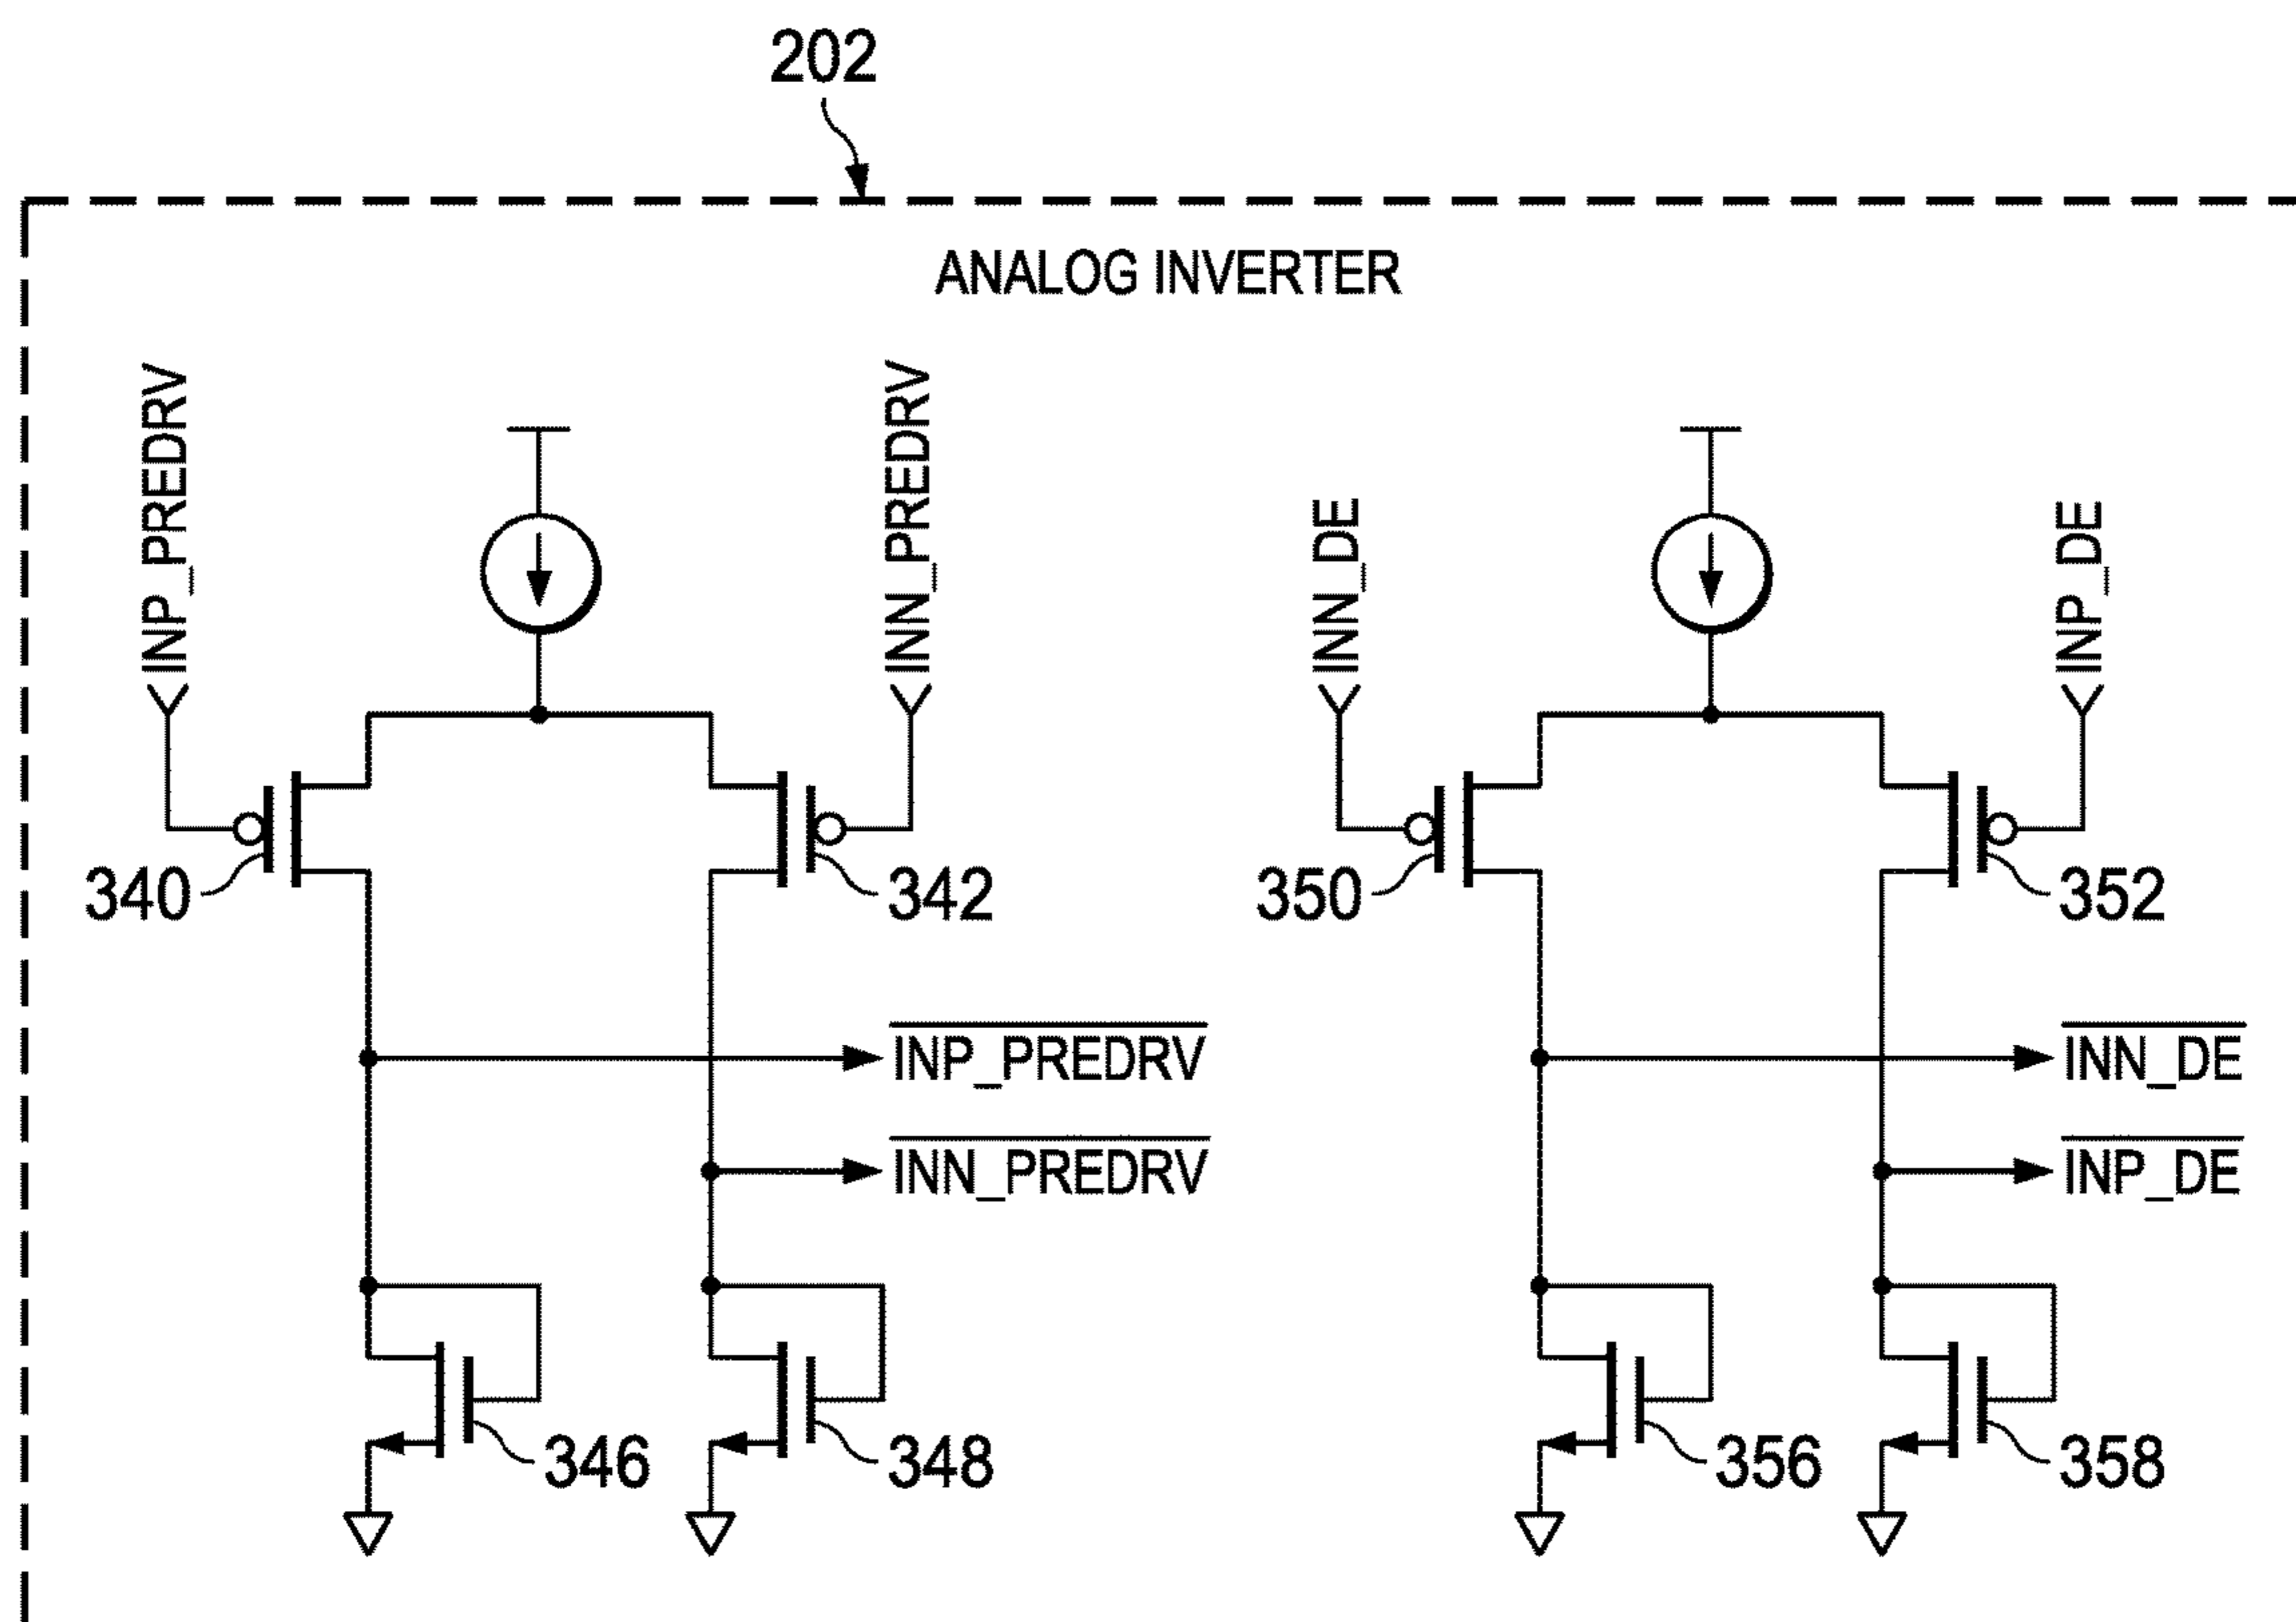 202
ANALOG INVERTER
INP_PREDRV
INN_PREDRV
INN_DE
INP_DE
340
342
350
352
INP_PREDRV
INN_PREDRV
INN_DE
INP_DE
346
348
356
358